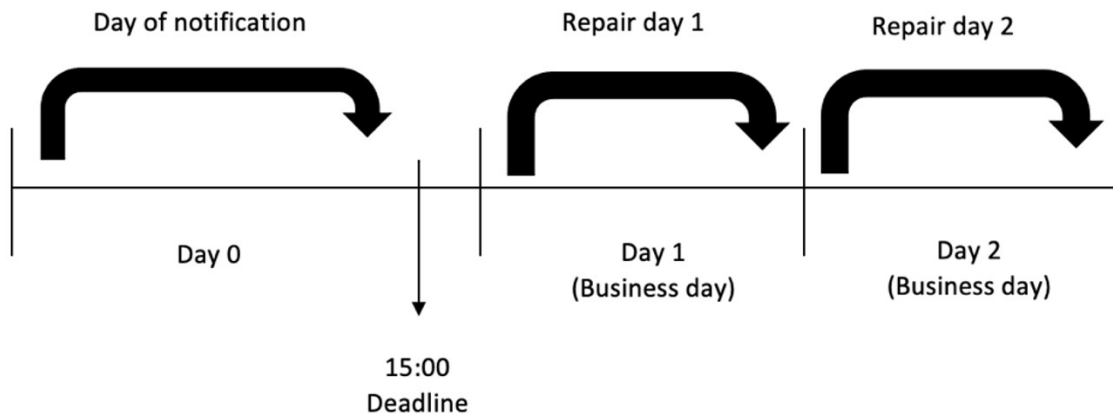 Day of notification
Repair day 1
Repair day 2
Day 0
Day 1
(Business day)
Day 2
(Business day)
15:00
Deadline